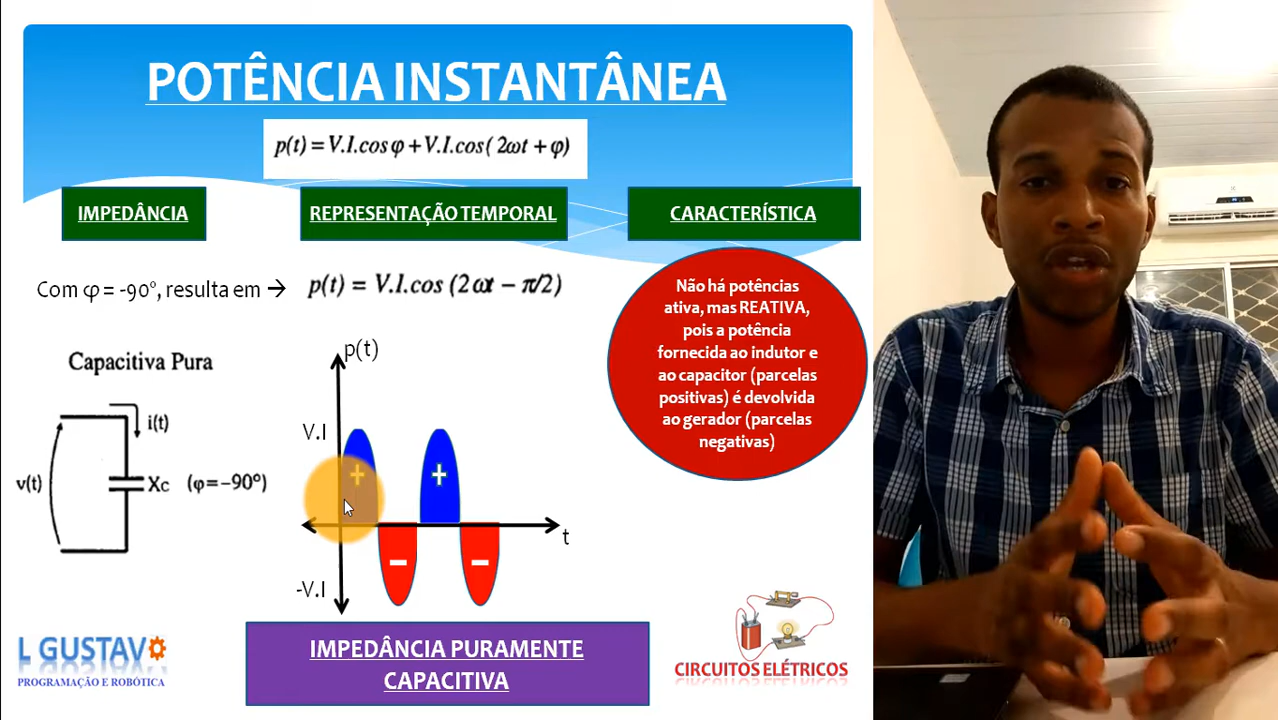 POTÊNCIA INSTANTÂNEA
p(t) = V.I.cos φ + V.I.cos( 2ωt + φ)
IMPEDÂNCIA
REPRESENTAÇÃO TEMPORAL
CARACTERÍSTICA
Com φ = -90°, resulta em →
p(t) = V.I.cos (2ωt − π/2)
Não há potências
ativa, mas REATIVA,
pois a potência
fornecida ao indutor e
ao capacitor (parcelas
positivas) é devolvida
ao gerador (parcelas
negativas)
Capacitiva Pura
i(t)
v(t)
Xc (φ=−90°)
p(t)
V.I
+
+
−
−
t
-V.I
L GUSTAVO
PROGRAMAÇÃO E ROBÓTICA
IMPEDÂNCIA PURAMENTE
CAPACITIVA
CIRCUITOS ELÉTRICOS